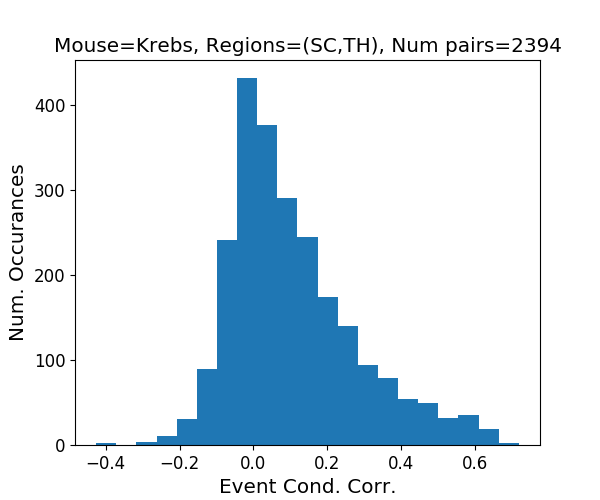 Mouse=Krebs, Regions=(SC,TH), Num pairs=2394
400
300
200
100
0
Num. Occurances
−0.4 −0.2 0.0 0.2 0.4 0.6
Event Cond. Corr.